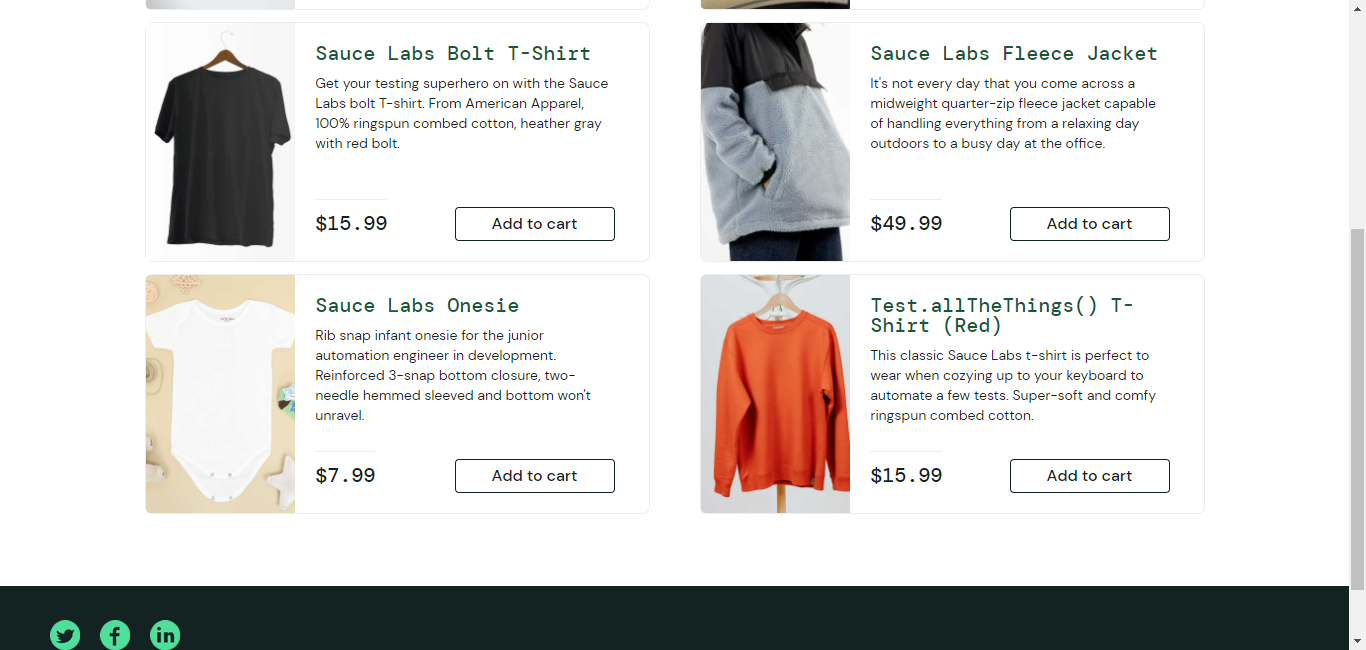 Sauce Labs Bolt T-Shirt
Get your testing superhero on with the Sauce
Labs bolt T-shirt. From American Apparel,
100% ringspun combed cotton, heather gray
with red bolt.
$15.99
Add to cart
Sauce Labs Fleece Jacket
It's not every day that you come across a
midweight quarter-zip fleece jacket capable
of handling everything from a relaxing day
outdoors to a busy day at the office.
$49.99
Add to cart
Sauce Labs Onesie
Rib snap infant onesie for the junior
automation engineer in development.
Reinforced 3-snap bottom closure, two-
needle hemmed sleeved and bottom won't
unravel.
$7.99
Add to cart
Test.allTheThings() T-
Shirt (Red)
This classic Sauce Labs t-shirt is perfect to
wear when cozying up to your keyboard to
automate a few tests. Super-soft and comfy
ringspun combed cotton.
$15.99
Add to cart